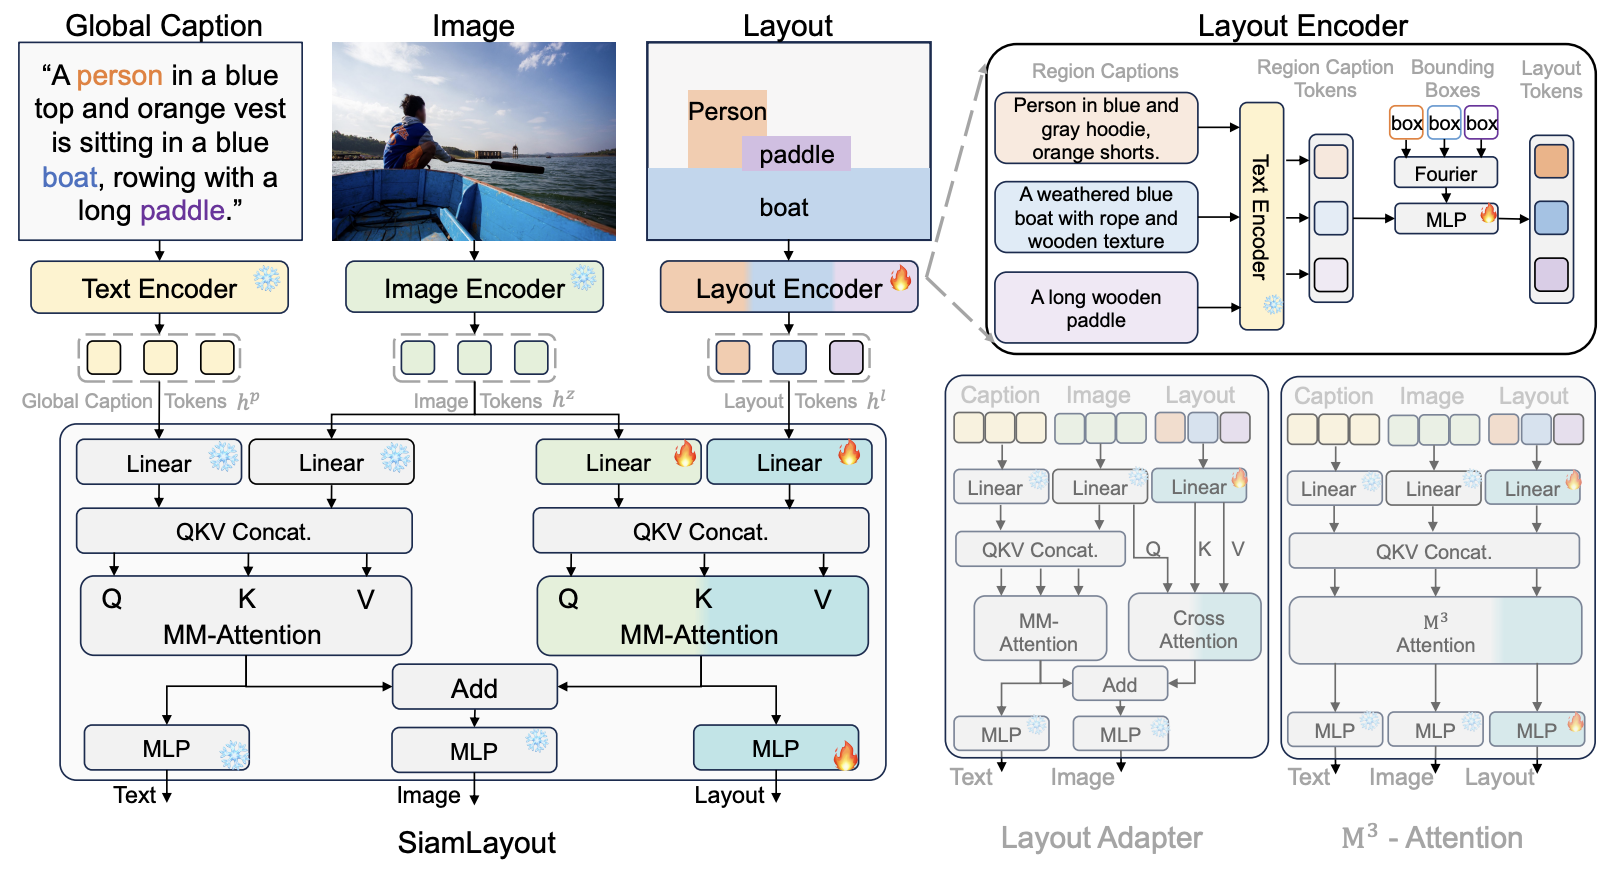 Global Caption
Image
Layout
Layout Encoder
“A person in a blue
top and orange vest
is sitting in a blue
boat, rowing with a
long paddle.”
Person
paddle
boat
Text Encoder
Image Encoder
Layout Encoder
Global Caption Tokens hᵖ
Image Tokens hᶻ
Layout Tokens hˡ
Linear
Linear
Linear
Linear
QKV Concat.
QKV Concat.
Q K V
MM-Attention
Q K V
MM-Attention
Add
MLP
MLP
MLP
Text
Image
Layout
SiamLayout
Region Captions
Region Caption
Tokens
Bounding
Boxes
Layout
Tokens
Person in blue and
gray hoodie,
orange shorts.
A weathered blue
boat with rope and
wooden texture
A long wooden
paddle
Text Encoder
box
box
box
Fourier
MLP
Caption
Image
Layout
Linear
Linear
Linear
QKV Concat.
Q
K
V
MM-
Attention
Cross
Attention
Add
MLP
MLP
Text
Image
Layout Adapter
Caption
Image
Layout
Linear
Linear
Linear
QKV Concat.
M³
Attention
MLP
MLP
MLP
Text
Image
Layout
M³ - Attention